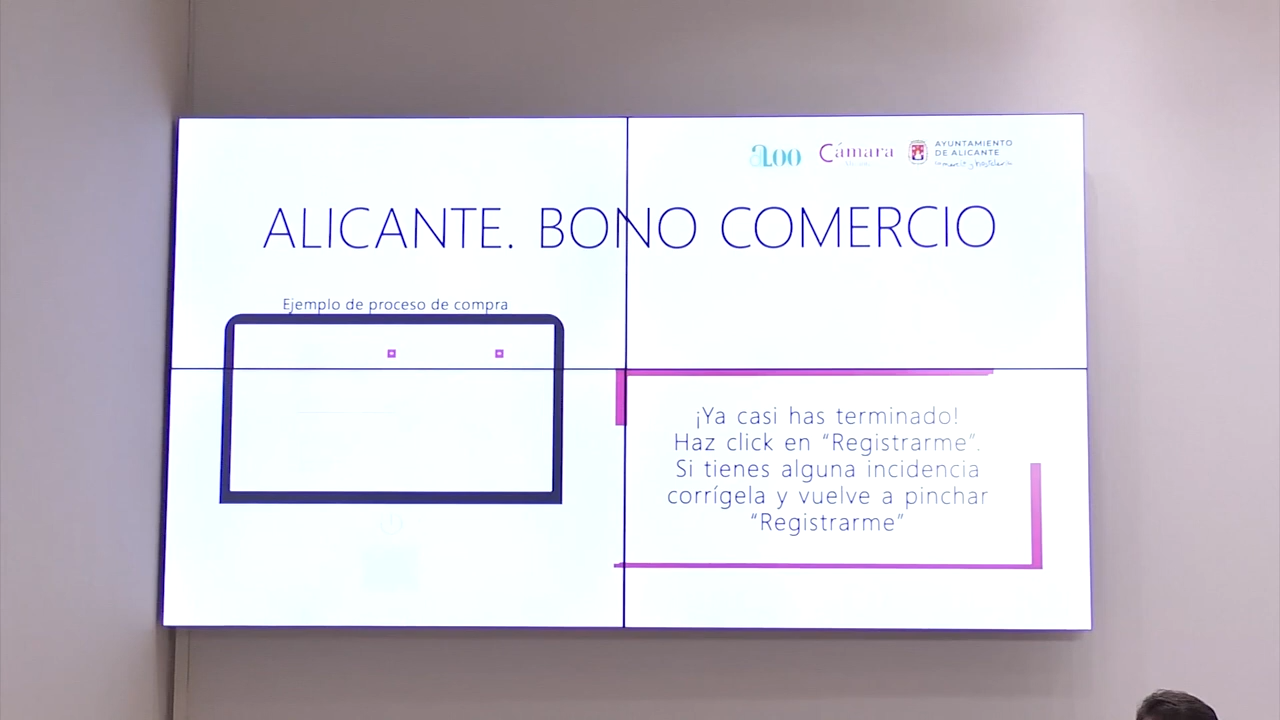 a100
Cámara
AYUNTAMIENTO
DE ALICANTE
ALICANTE. BONO COMERCIO
Ejemplo de proceso de compra
¡Ya casi has terminado!
Haz click en “Registrarme”.
Si tienes alguna incidencia
corrígela y vuelve a pinchar
“Registrarme”